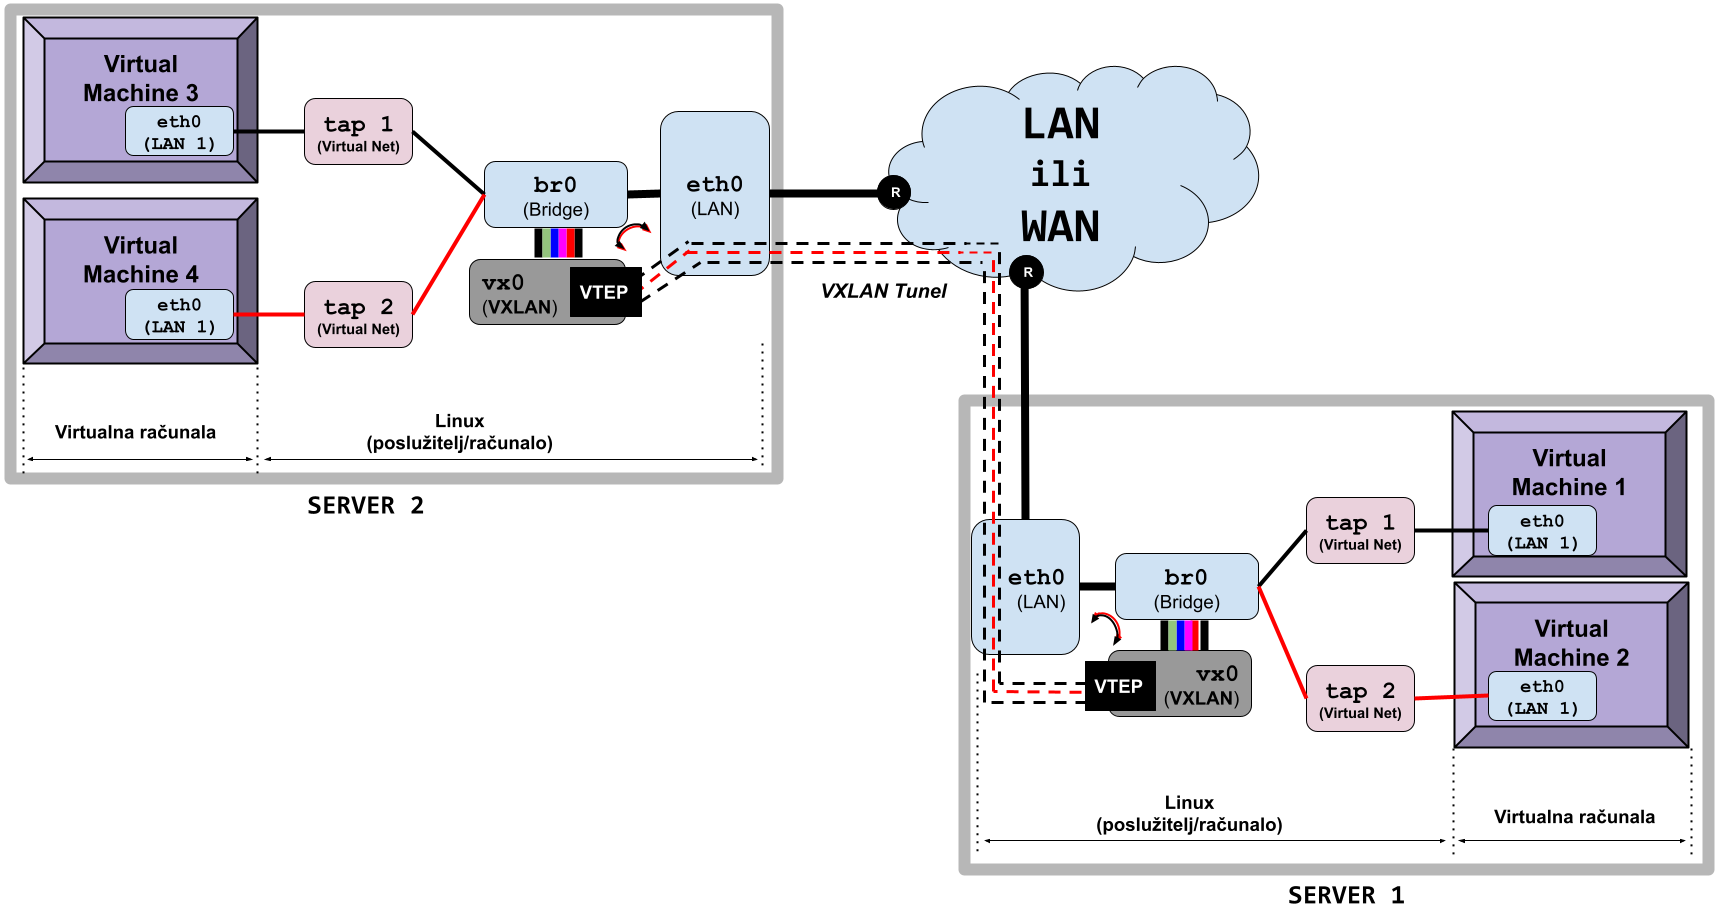 Virtual
Machine 3
eth0
(LAN 1)
tap 1
(Virtual Net)
Virtual
Machine 4
eth0
(LAN 1)
tap 2
(Virtual Net)
br0
(Bridge)
vx0
(VXLAN)
VTEP
eth0
(LAN)
Virtualna računala
Linux
(poslužitelj/računalo)
SERVER 2
R
LAN
ili
WAN
R
VXLAN Tunel
eth0
(LAN)
br0
(Bridge)
VTEP
vx0
(VXLAN)
tap 1
(Virtual Net)
tap 2
(Virtual Net)
Virtual
Machine 1
eth0
(LAN 1)
Virtual
Machine 2
eth0
(LAN 1)
Linux
(poslužitelj/računalo)
Virtualna računala
SERVER 1